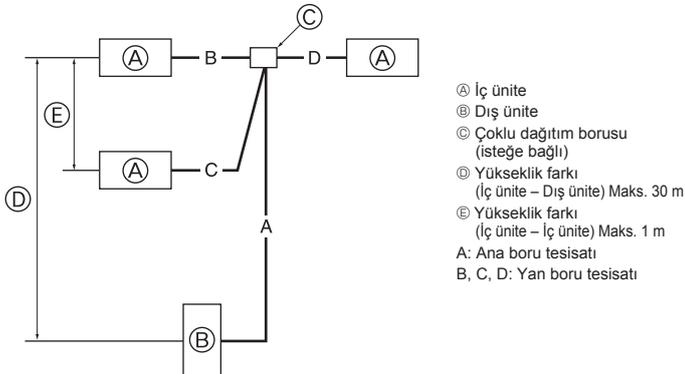 Ⓒ
Ⓐ B D Ⓐ
Ⓔ
Ⓐ C
Ⓓ
A
Ⓑ
Ⓐ İç ünite
Ⓑ Dış ünite
Ⓒ Çoklu dağıtım borusu
(isteğe bağlı)
Ⓓ Yükseklik farkı
(İç ünite – Dış ünite) Maks. 30 m
Ⓔ Yükseklik farkı
(İç ünite – İç ünite) Maks. 1 m
A: Ana boru tesisatı
B, C, D: Yan boru tesisatı